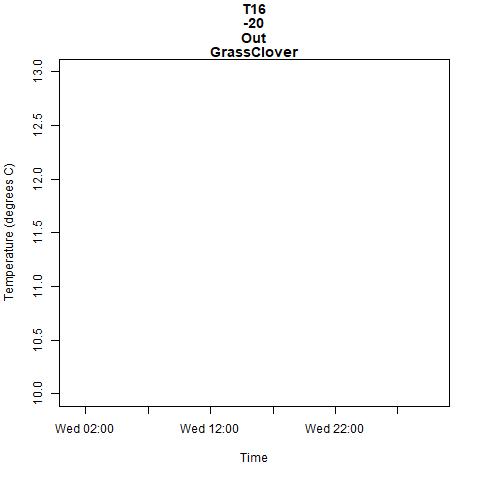 T16
-20
Out
GrassClover
13.0
12.5
12.0
11.5
11.0
10.5
10.0
Temperature (degrees C)
Wed 02:00 Wed 12:00 Wed 22:00
Time